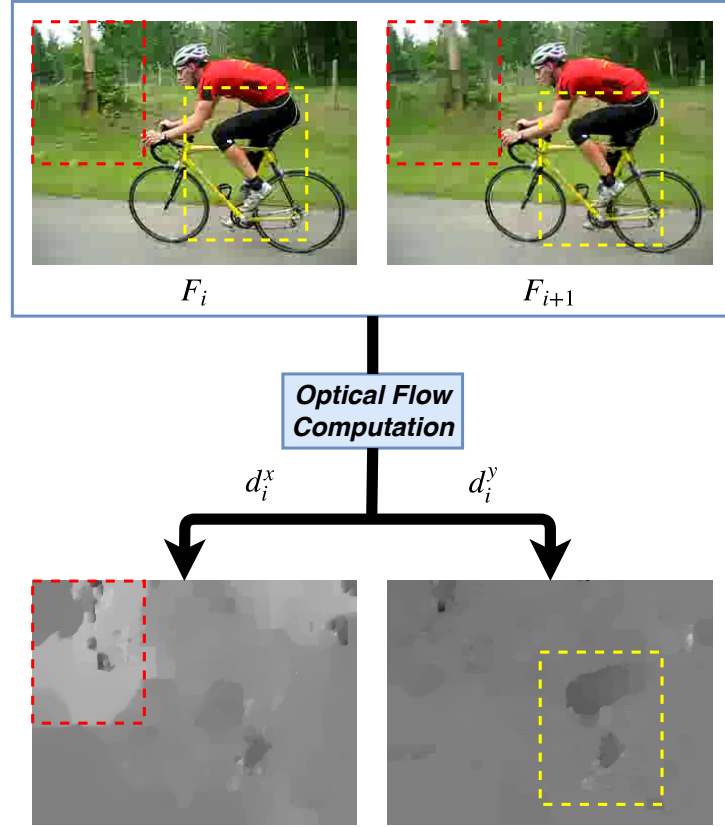 F_i
F_{i+1}
Optical Flow
Computation
d_i^x
d_i^y